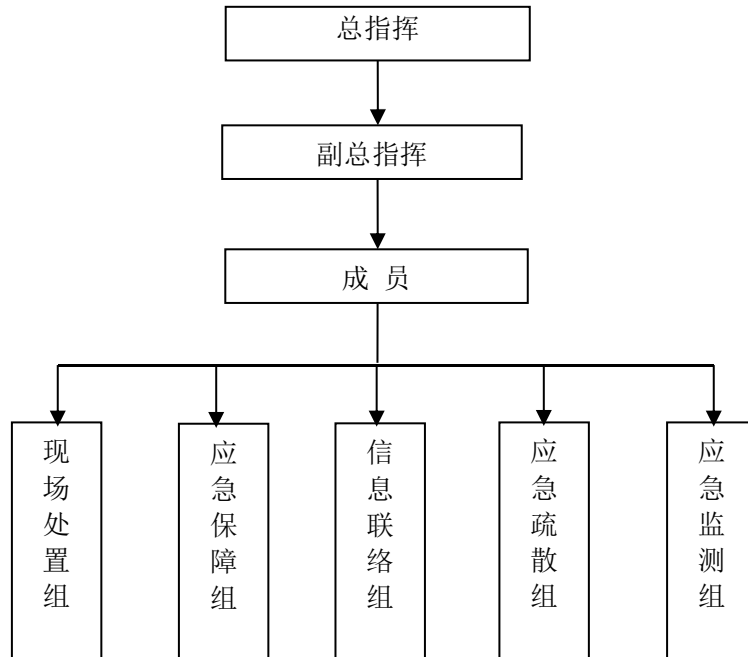 总指挥
副总指挥
成 员
现场处置组
应急保障组
信息联络组
应急疏散组
应急监测组